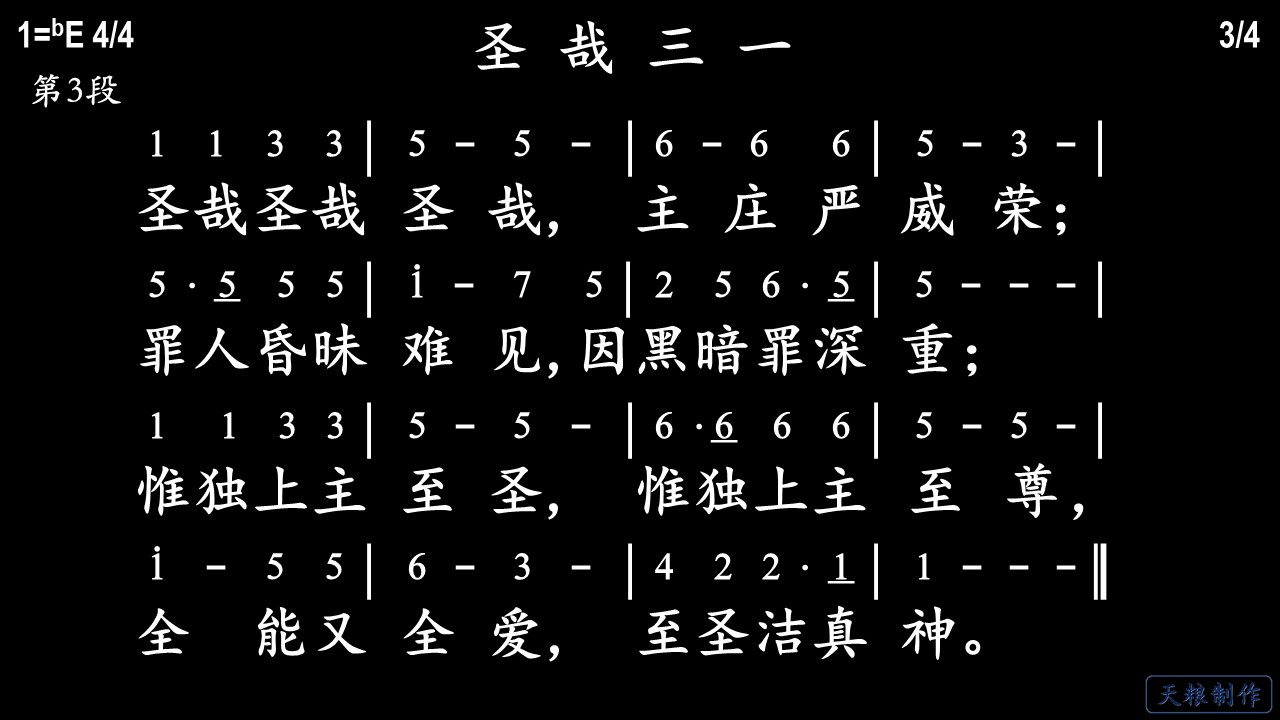 1=ᵇE 4/4
圣 哉 三 一
3/4
第3段
1 1 3 3 | 5 - 5 - | 6 - 6 6 | 5 - 3 - |
圣哉圣哉 圣 哉， 主 庄 严 威 荣；
5 · 5̲ 5 5 | i - 7 5 | 2 5 6 · 5̲ | 5 - - - |
罪人昏昧 难 见，因黑暗罪深 重；
1 1 3 3 | 5 - 5 - | 6 · 6̲ 6 6 | 5 - 5 - |
惟独上主 至 圣， 惟独上主 至 尊，
i - 5 5 | 6 - 3 - | 4 2 2 · 1̲ | 1 - - - ‖
全 能又 全 爱， 至圣洁真 神。
天粮制作